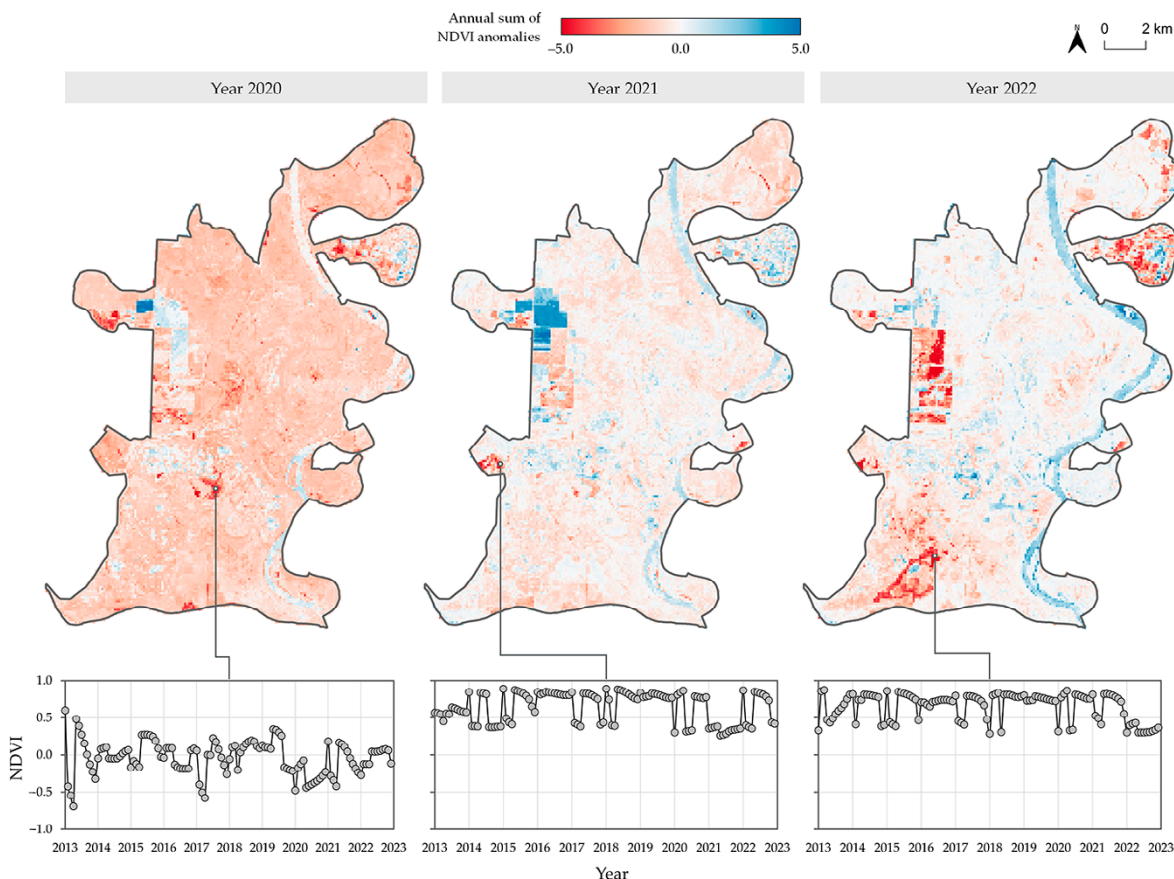 Annual sum of
NDVI anomalies
−5.0 0.0 5.0
N
0 2 km
Year 2020 Year 2021 Year 2022
1.0
0.5
0.0
−0.5
−1.0
NDVI
2013 2014 2015 2016 2017 2018 2019 2020 2021 2022 2023
2013 2014 2015 2016 2017 2018 2019 2020 2021 2022 2023
2013 2014 2015 2016 2017 2018 2019 2020 2021 2022 2023
Year